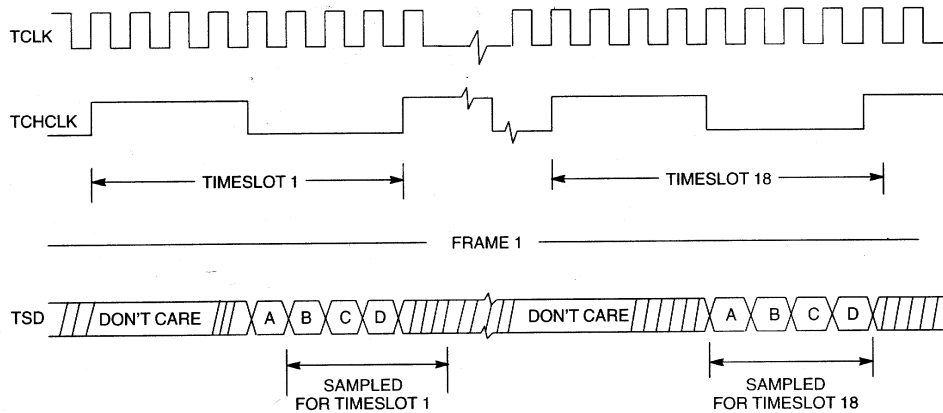 TCLK
TCHCLK
TIMESLOT 1
TIMESLOT 18
FRAME 1
TSD
DON'T CARE
A
B
C
D
DON'T CARE
A
B
C
D
SAMPLED
FOR TIMESLOT 1
SAMPLED
FOR TIMESLOT 18